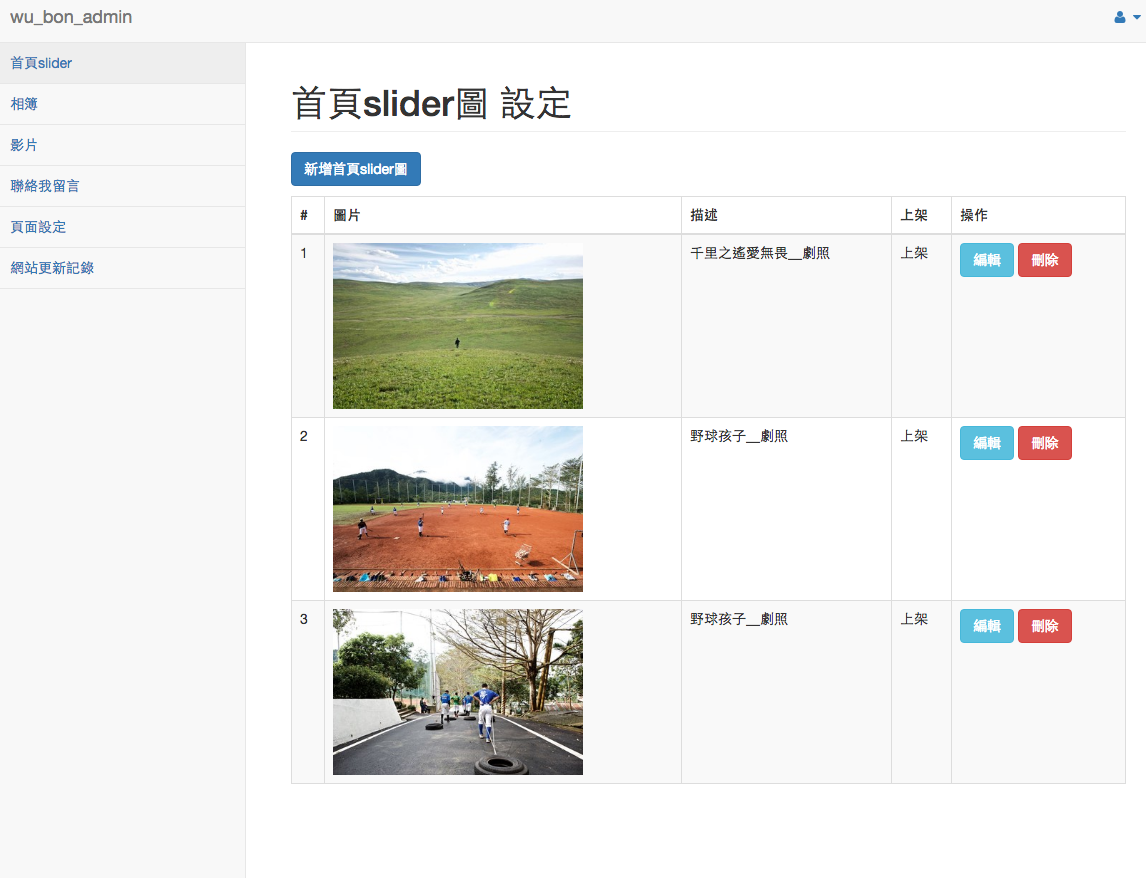 wu_bon_admin
首頁slider
相簿
影片
聯絡我留言
頁面設定
網站更新記錄
首頁slider圖 設定
新增首頁slider圖
# 圖片 描述 上架 操作
1 千里之遙愛無畏__劇照 上架 編輯 刪除
2 野球孩子__劇照 上架 編輯 刪除
3 野球孩子__劇照 上架 編輯 刪除